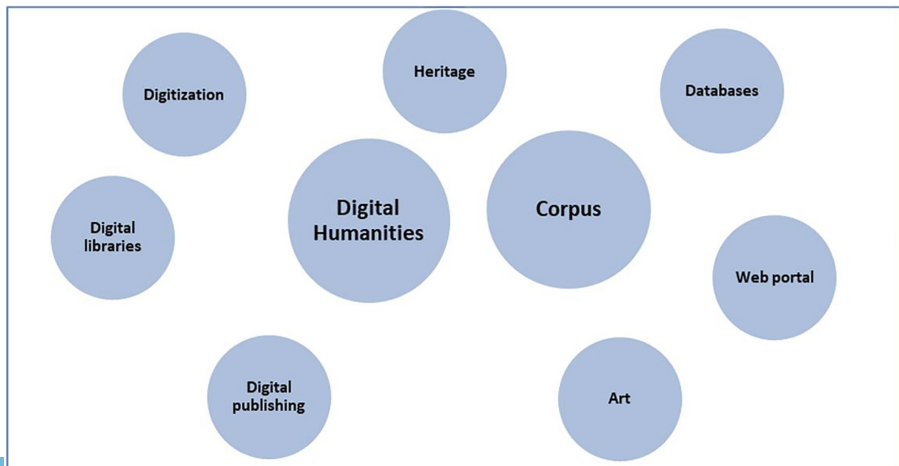 Heritage
Digitization
Databases
Digital
Humanities
Corpus
Digital
libraries
Web portal
Digital
publishing
Art